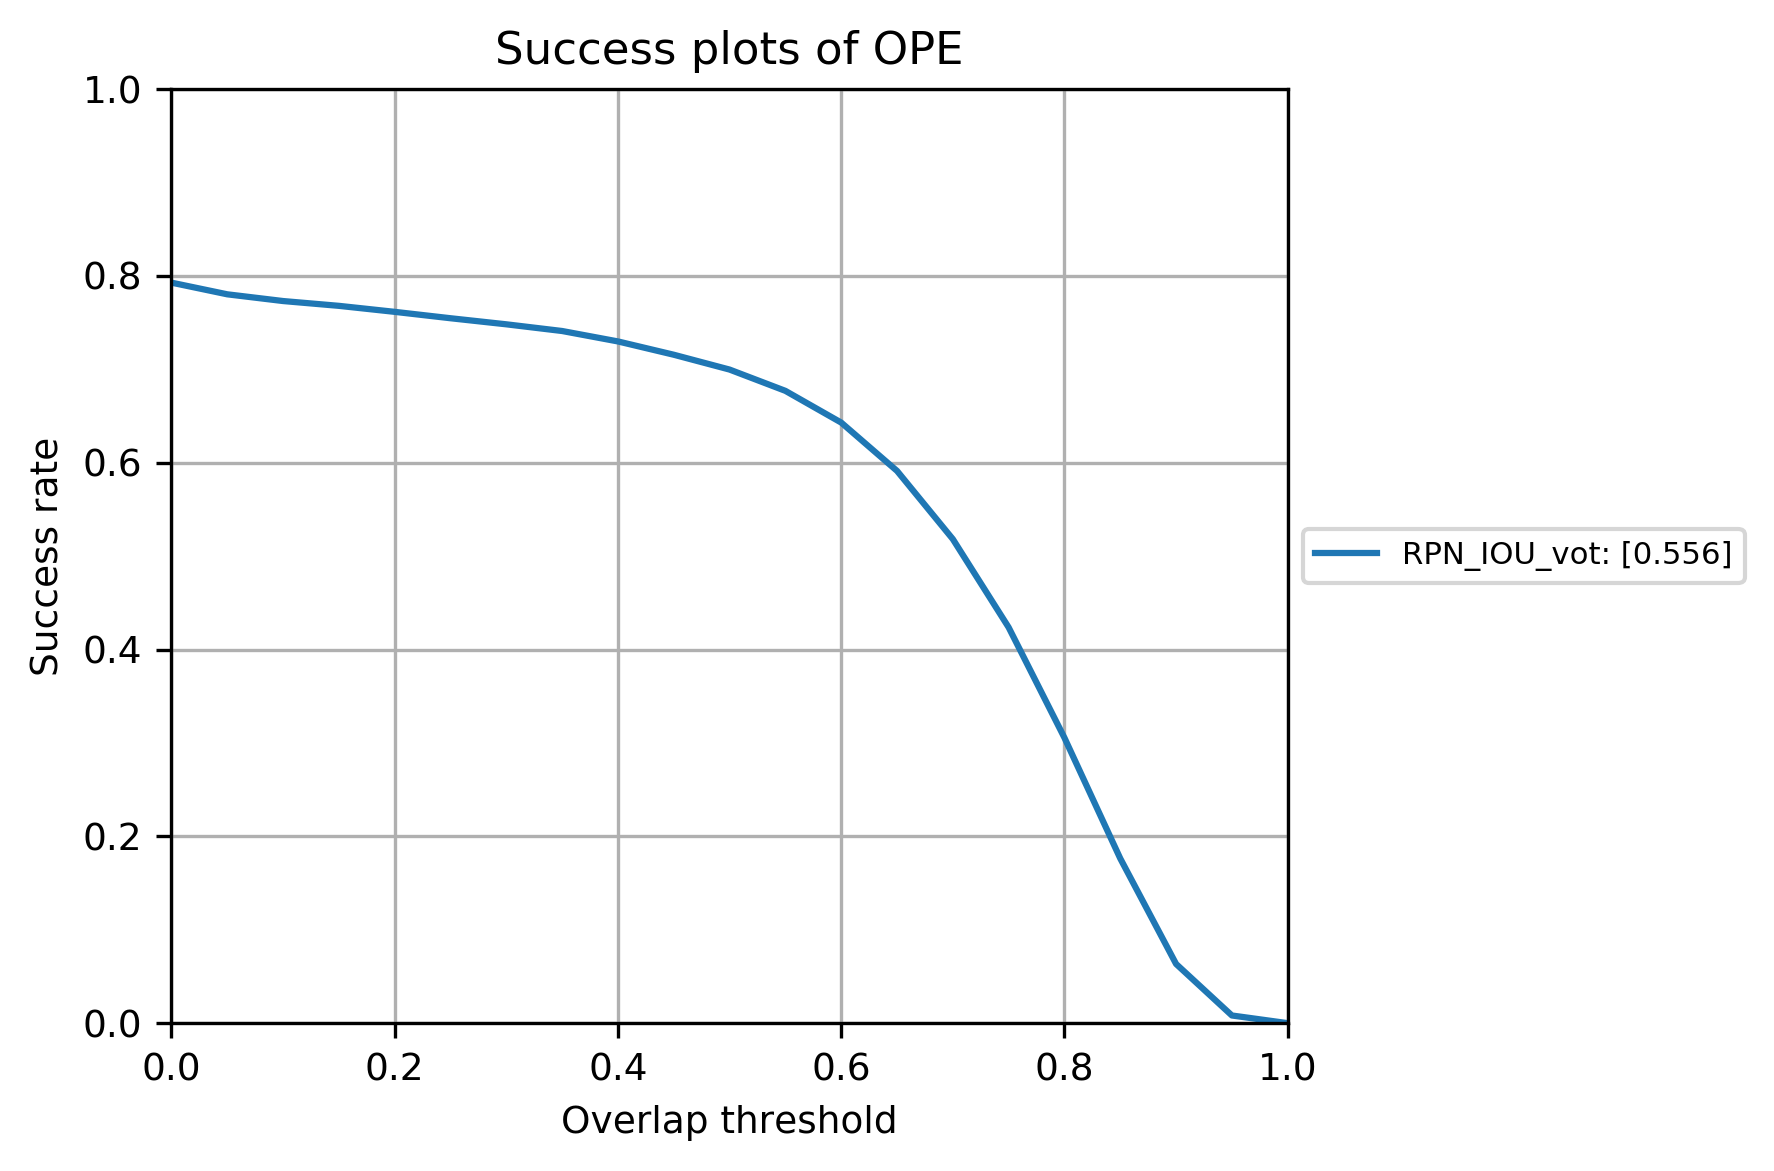 Success plots of OPE
1.0
0.8
0.6
0.4
0.2
0.0
Success rate
0.0 0.2 0.4 0.6 0.8 1.0
Overlap threshold
RPN_IOU_vot: [0.556]